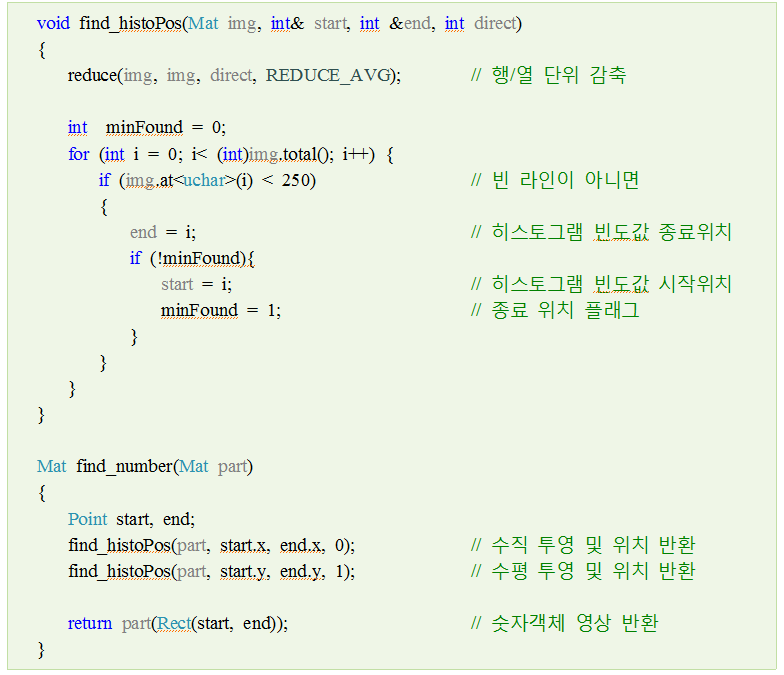 void find_histoPos(Mat img, int& start, int &end, int direct)
{
reduce(img, img, direct, REDUCE_AVG); // 행/열 단위 감축
int minFound = 0;
for (int i = 0; i< (int)img.total(); i++) {
if (img.at<uchar>(i) < 250) // 빈 라인이 아니면
{
end = i; // 히스토그램 빈도값 종료위치
if (!minFound){
start = i; // 히스토그램 빈도값 시작위치
minFound = 1; // 종료 위치 플래그
}
}
}
}
Mat find_number(Mat part)
{
Point start, end;
find_histoPos(part, start.x, end.x, 0); // 수직 투영 및 위치 반환
find_histoPos(part, start.y, end.y, 1); // 수평 투영 및 위치 반환
return part(Rect(start, end)); // 숫자객체 영상 반환
}